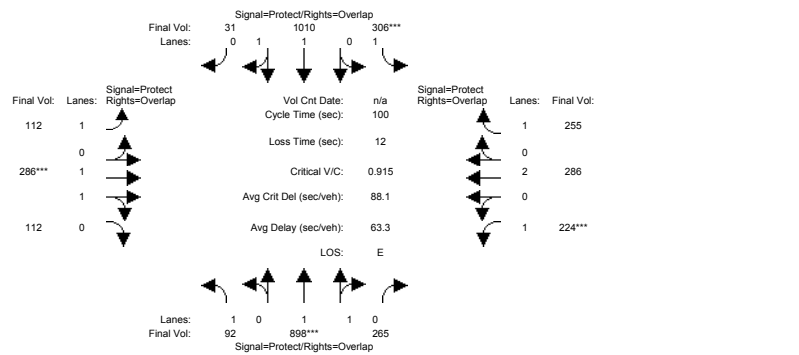 Signal=Protect/Rights=Overlap
Final Vol: 31 1010 306***
Lanes: 0 1 1 0 1
Signal=Protect Signal=Protect
Final Vol: Lanes: Rights=Overlap Vol Cnt Date: n/a Rights=Overlap Lanes: Final Vol:
Cycle Time (sec): 100
112 1 1 255
Loss Time (sec): 12
0 0
286*** 1 Critical V/C: 0.915 2 286
1 Avg Crit Del (sec/veh): 88.1 0
112 0 Avg Delay (sec/veh): 63.3 1 224***
LOS: E
Lanes: 1 0 1 1 0
Final Vol: 92 898*** 265
Signal=Protect/Rights=Overlap